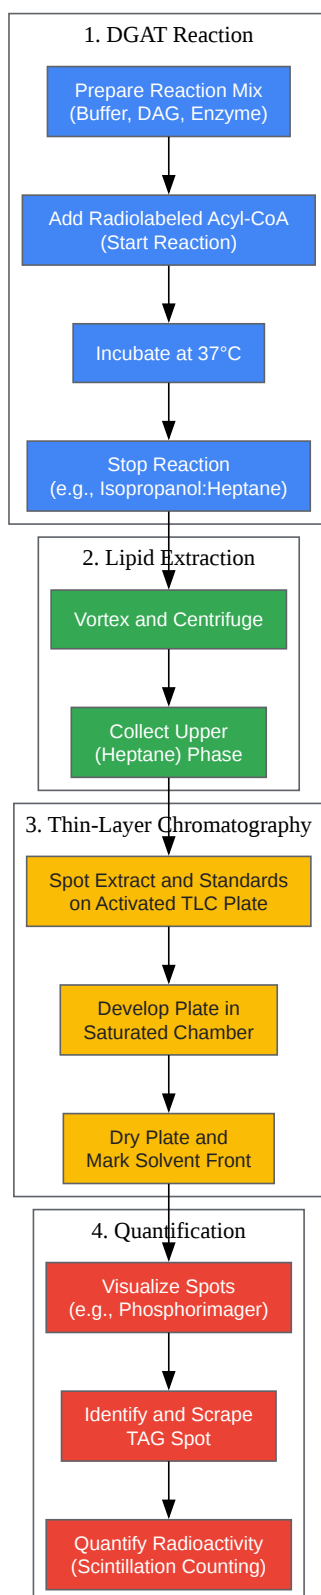 1. DGAT Reaction
Prepare Reaction Mix
(Buffer, DAG, Enzyme)
Add Radiolabeled Acyl-CoA
(Start Reaction)
Incubate at 37°C
Stop Reaction
(e.g., Isopropanol:Heptane)
2. Lipid Extraction
Vortex and Centrifuge
Collect Upper
(Heptane) Phase
3. Thin-Layer Chromatography
Spot Extract and Standards
on Activated TLC Plate
Develop Plate in
Saturated Chamber
Dry Plate and
Mark Solvent Front
4. Quantification
Visualize Spots
(e.g., Phosphorimager)
Identify and Scrape
TAG Spot
Quantify Radioactivity
(Scintillation Counting)